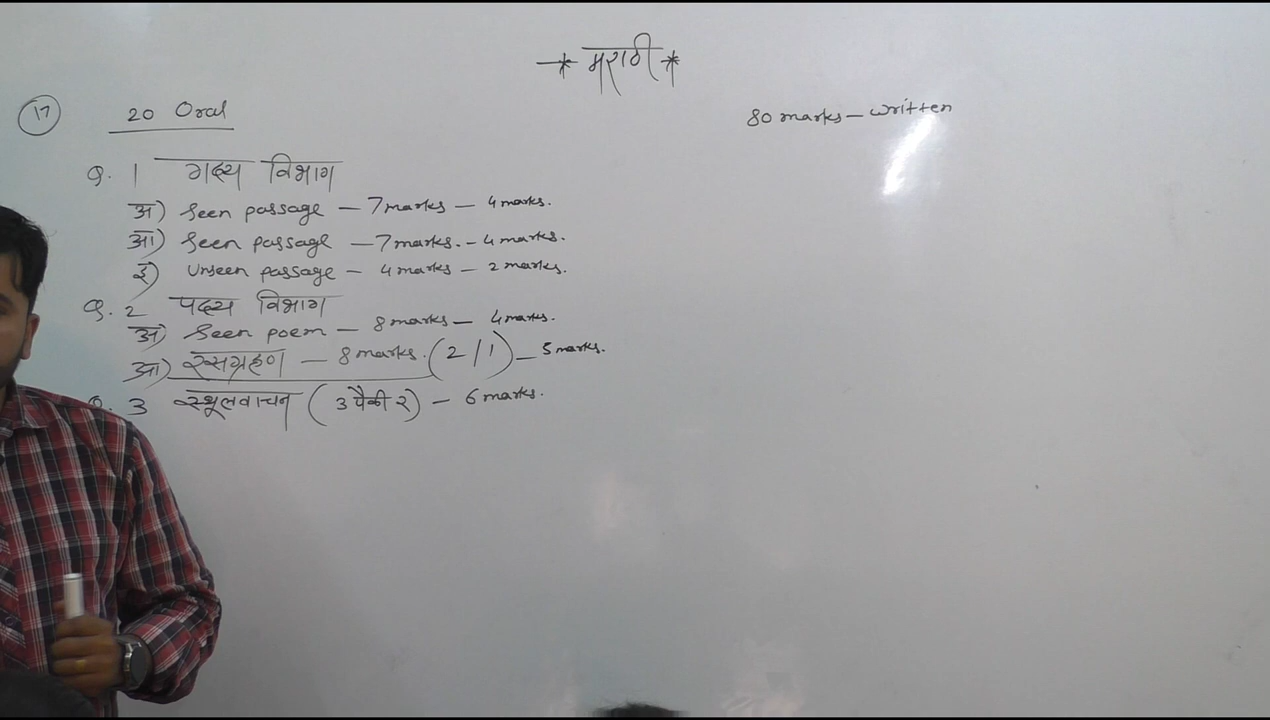 * मराठी *
17 20 Oral 80 marks - written
Q. 1 गद्य विभाग
अ) Seen passage - 7 marks - 4 marks.
आ) Seen passage - 7 marks. - 4 marks.
इ) Unseen passage - 4 marks - 2 marks.
Q. 2 पद्य विभाग
अ) Seen poem - 8 marks - 4 marks.
आ) रसग्रहण - 8 marks. (2/1) - 5 marks.
Q. 3 स्थूलवाचन (3 पैकी २) - 6 marks.